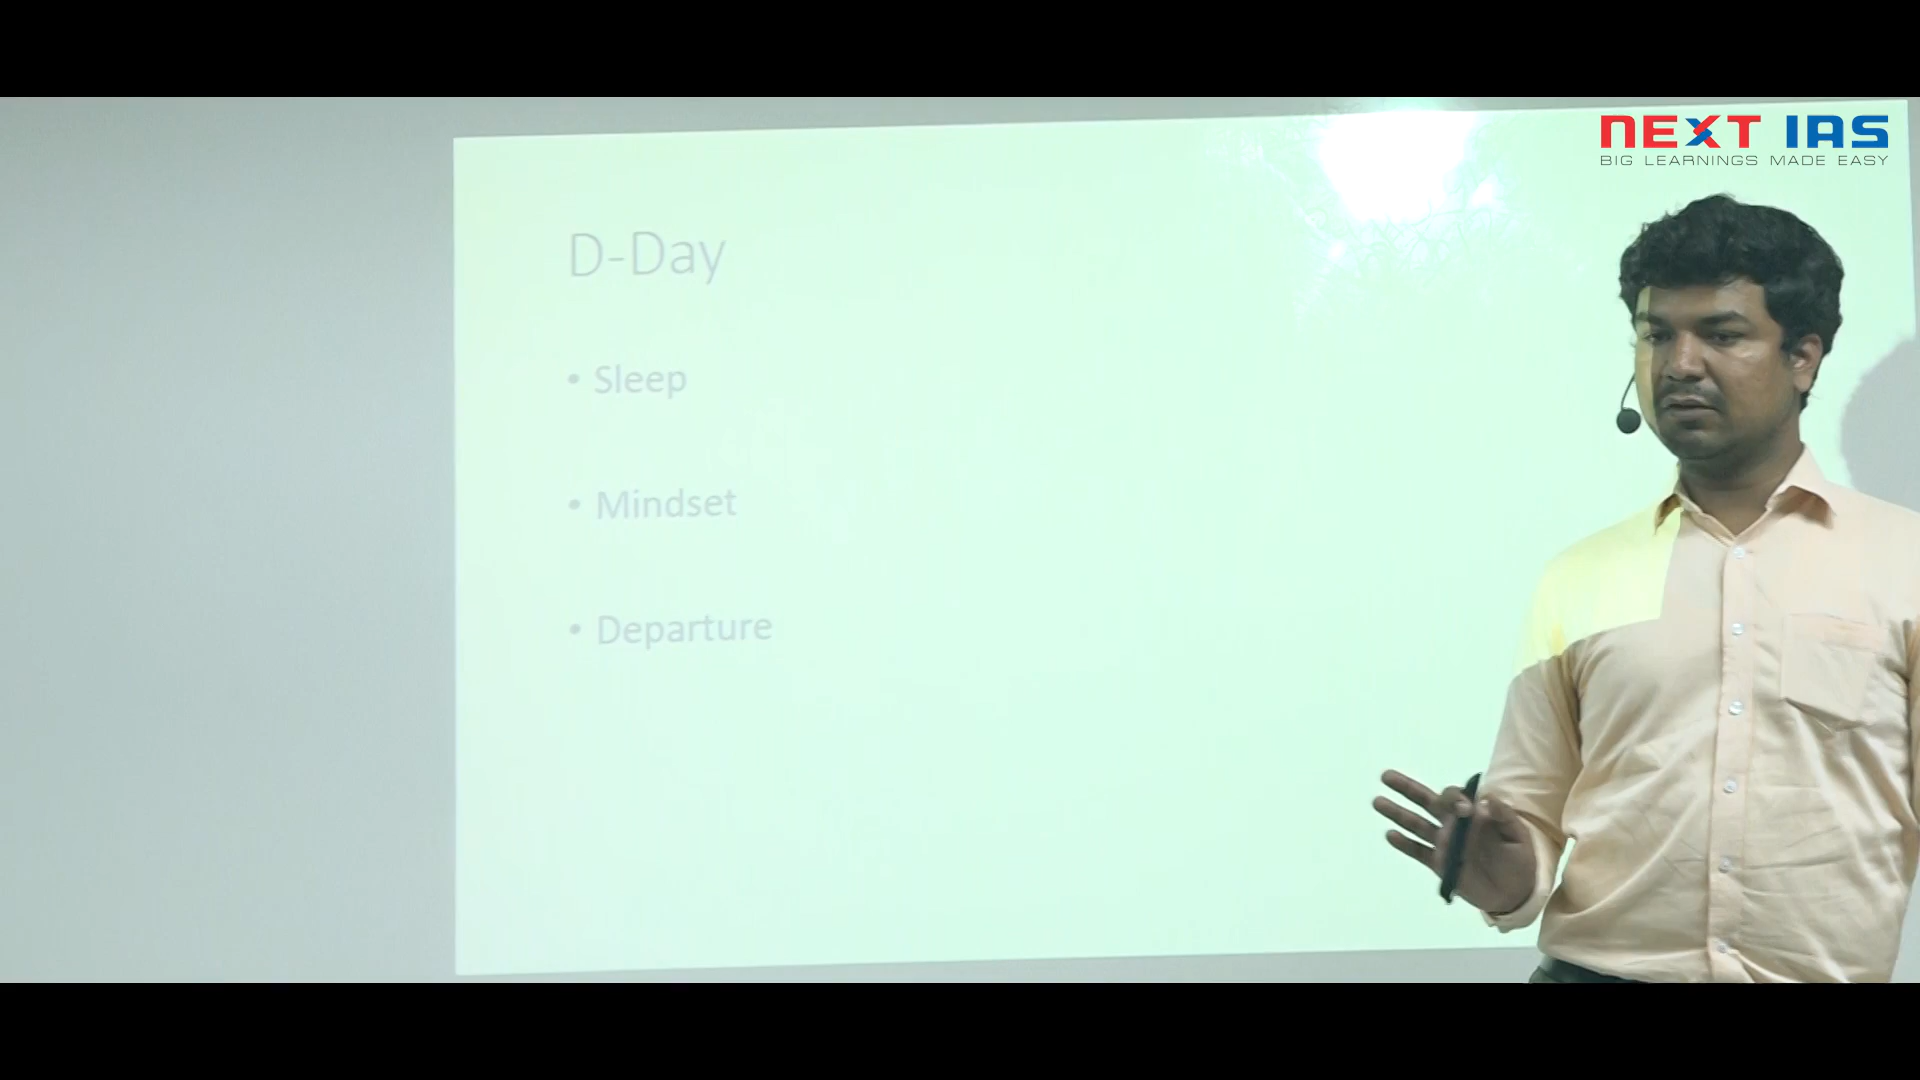 NEXT IAS
BIG LEARNINGS MADE EASY
D-Day
• Sleep
• Mindset
• Departure